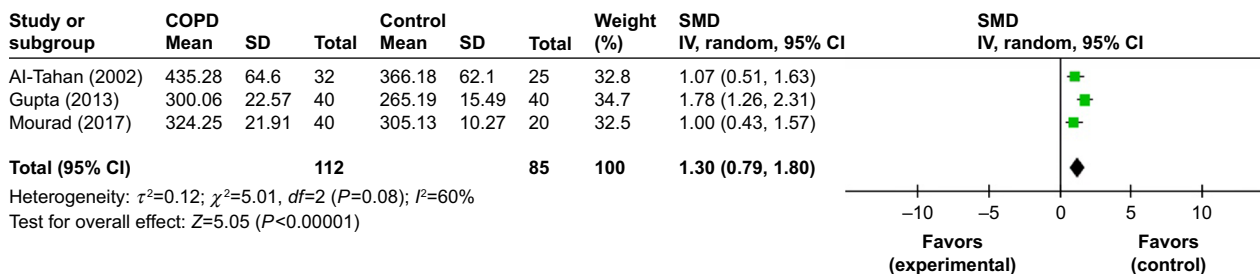 Study or COPD Control Weight SMD SMD
subgroup Mean SD Total Mean SD Total (%) IV, random, 95% CI IV, random, 95% CI
Al-Tahan (2002) 435.28 64.6 32 366.18 62.1 25 32.8 1.07 (0.51, 1.63)
Gupta (2013) 300.06 22.57 40 265.19 15.49 40 34.7 1.78 (1.26, 2.31)
Mourad (2017) 324.25 21.91 40 305.13 10.27 20 32.5 1.00 (0.43, 1.57)
Total (95% CI) 112 85 100 1.30 (0.79, 1.80)
Heterogeneity: τ²=0.12; χ²=5.01, df=2 (P=0.08); I²=60%
Test for overall effect: Z=5.05 (P<0.00001)
–10 –5 0 5 10
Favors Favors
(experimental) (control)